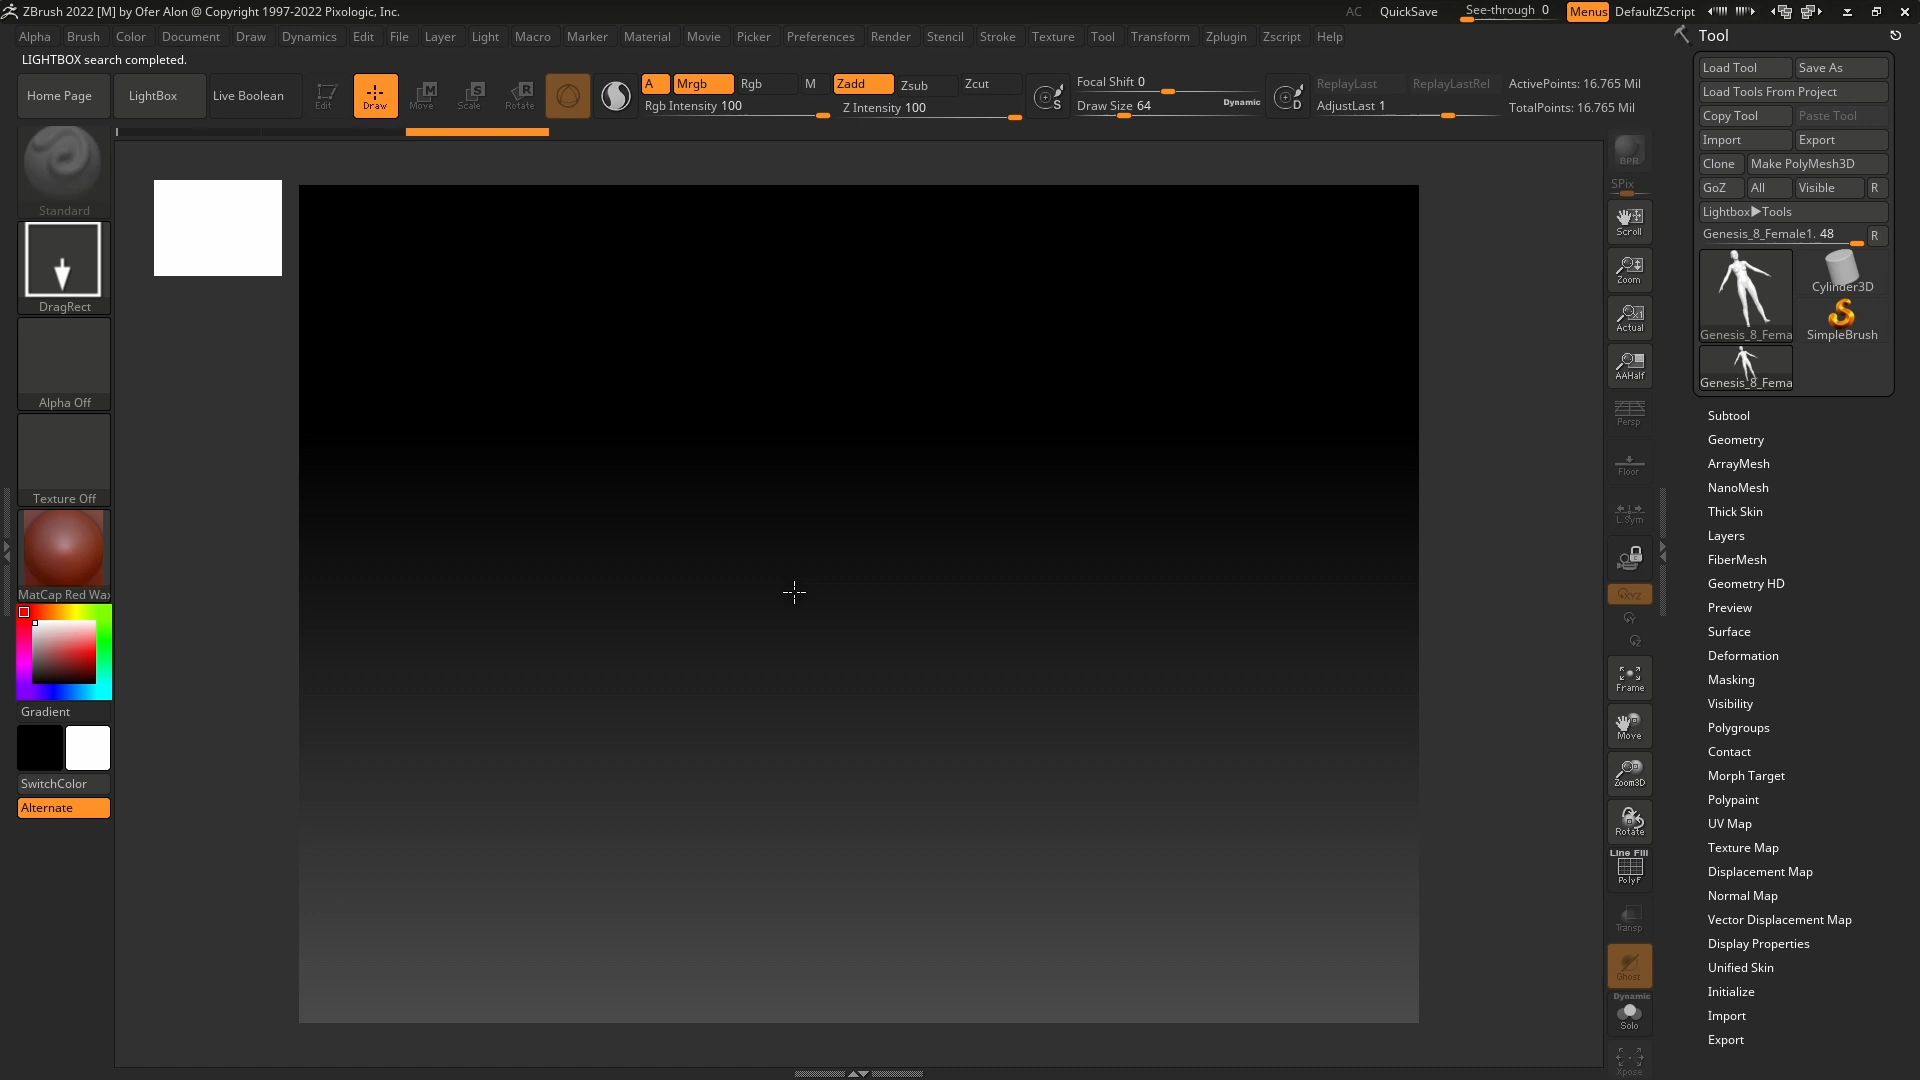 ZBrush 2022 [M] by Ofer Alon @ Copyright 1997-2022 Pixologic, Inc.
AC QuickSave See-through 0 Menus DefaultZScript
Alpha Brush Color Document Draw Dynamics Edit File Layer Light Macro Marker Material Movie Picker Preferences Render Stencil Stroke Texture Tool Transform Zplugin Zscript Help
Tool
LIGHTBOX search completed.
Home Page LightBox Live Boolean Edit Draw Move Scale Rotate
A Mrgb Rgb M Zadd Zsub Zcut
Rgb Intensity 100 Z Intensity 100
Focal Shift 0
Draw Size 64 Dynamic
S D
ReplayLast ReplayLastRel ActivePoints: 16.765 Mil
AdjustLast 1 TotalPoints: 16.765 Mil
Standard
DragRect
Alpha Off
Texture Off
MatCap Red Wax
Gradient
SwitchColor
Alternate
BPR
SPix
Scroll
Zoom
Actual
AAHalf
Persp
Floor
L.Sym
XYZ
Y
Z
Frame
Move
Zoom3D
Rotate
Line Fill
PolyF
Transp
Ghost
Dynamic
Solo
Xpose
Load Tool Save As
Load Tools From Project
Copy Tool Paste Tool
Import Export
Clone Make PolyMesh3D
GoZ All Visible R
Lightbox▶Tools
Genesis_8_Female1. 48 R
Cylinder3D
Genesis_8_Fema SimpleBrush
Genesis_8_Fema
Subtool
Geometry
ArrayMesh
NanoMesh
Thick Skin
Layers
FiberMesh
Geometry HD
Preview
Surface
Deformation
Masking
Visibility
Polygroups
Contact
Morph Target
Polypaint
UV Map
Texture Map
Displacement Map
Normal Map
Vector Displacement Map
Display Properties
Unified Skin
Initialize
Import
Export